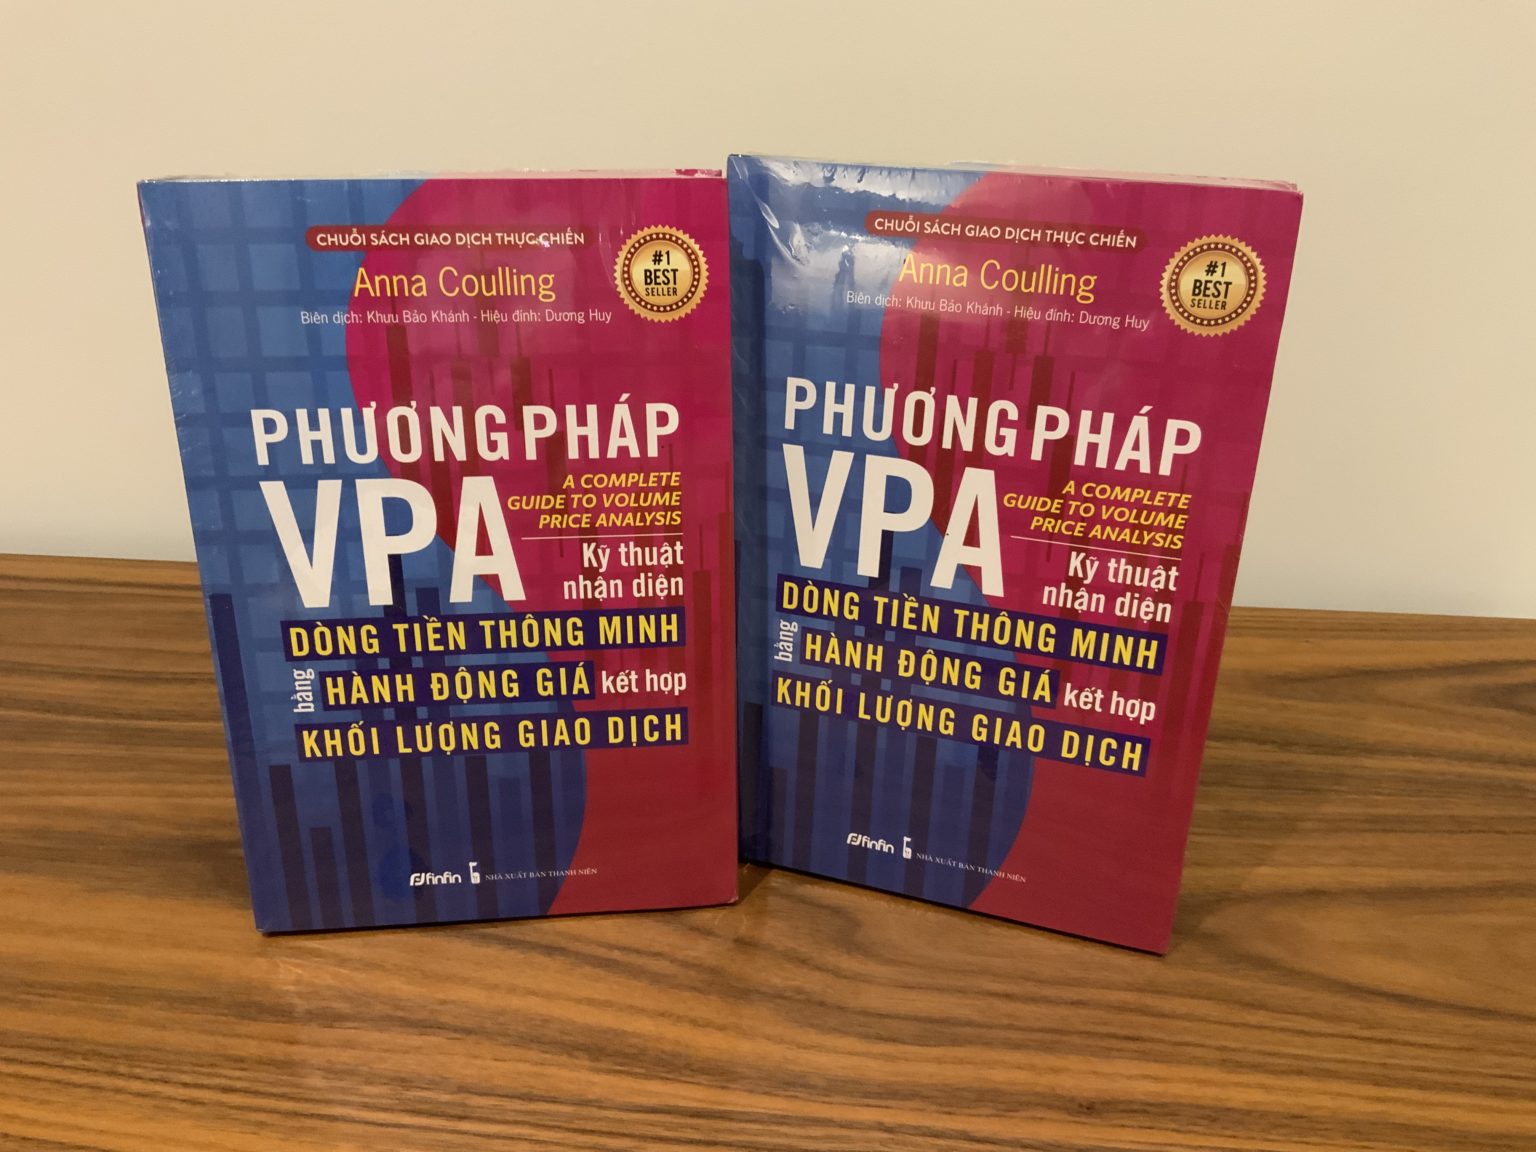 CHUỖI SÁCH GIAO DỊCH THỰC CHIẾN
Anna Coulling
#1
BEST
SELLER
Biên dịch: Khưu Bảo Khánh - Hiệu đính: Dương Huy
PHƯƠNG PHÁP
VPA
A COMPLETE
GUIDE TO VOLUME
PRICE ANALYSIS
Kỹ thuật
nhận diện
DÒNG TIỀN THÔNG MINH
bằng HÀNH ĐỘNG GIÁ kết hợp
KHỐI LƯỢNG GIAO DỊCH
finfin NHÀ XUẤT BẢN THANH NIÊN
CHUỖI SÁCH GIAO DỊCH THỰC CHIẾN
Anna Coulling
#1
BEST
SELLER
Biên dịch: Khưu Bảo Khánh - Hiệu đính: Dương Huy
PHƯƠNG PHÁP
VPA
A COMPLETE
GUIDE TO VOLUME
PRICE ANALYSIS
Kỹ thuật
nhận diện
DÒNG TIỀN THÔNG MINH
bằng HÀNH ĐỘNG GIÁ kết hợp
KHỐI LƯỢNG GIAO DỊCH
finfin NHÀ XUẤT BẢN THANH NIÊN